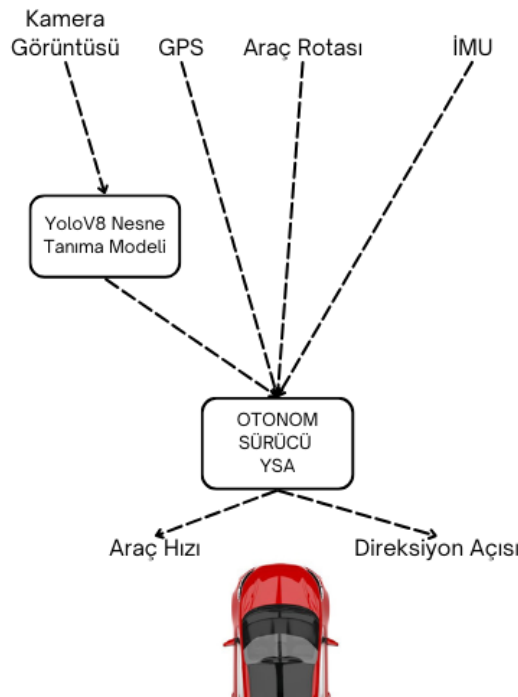 Kamera
Görüntüsü
GPS
Araç Rotası
İMU
YoloV8 Nesne
Tanıma Modeli
OTONOM
SÜRÜCÜ
YSA
Araç Hızı
Direksiyon Açısı